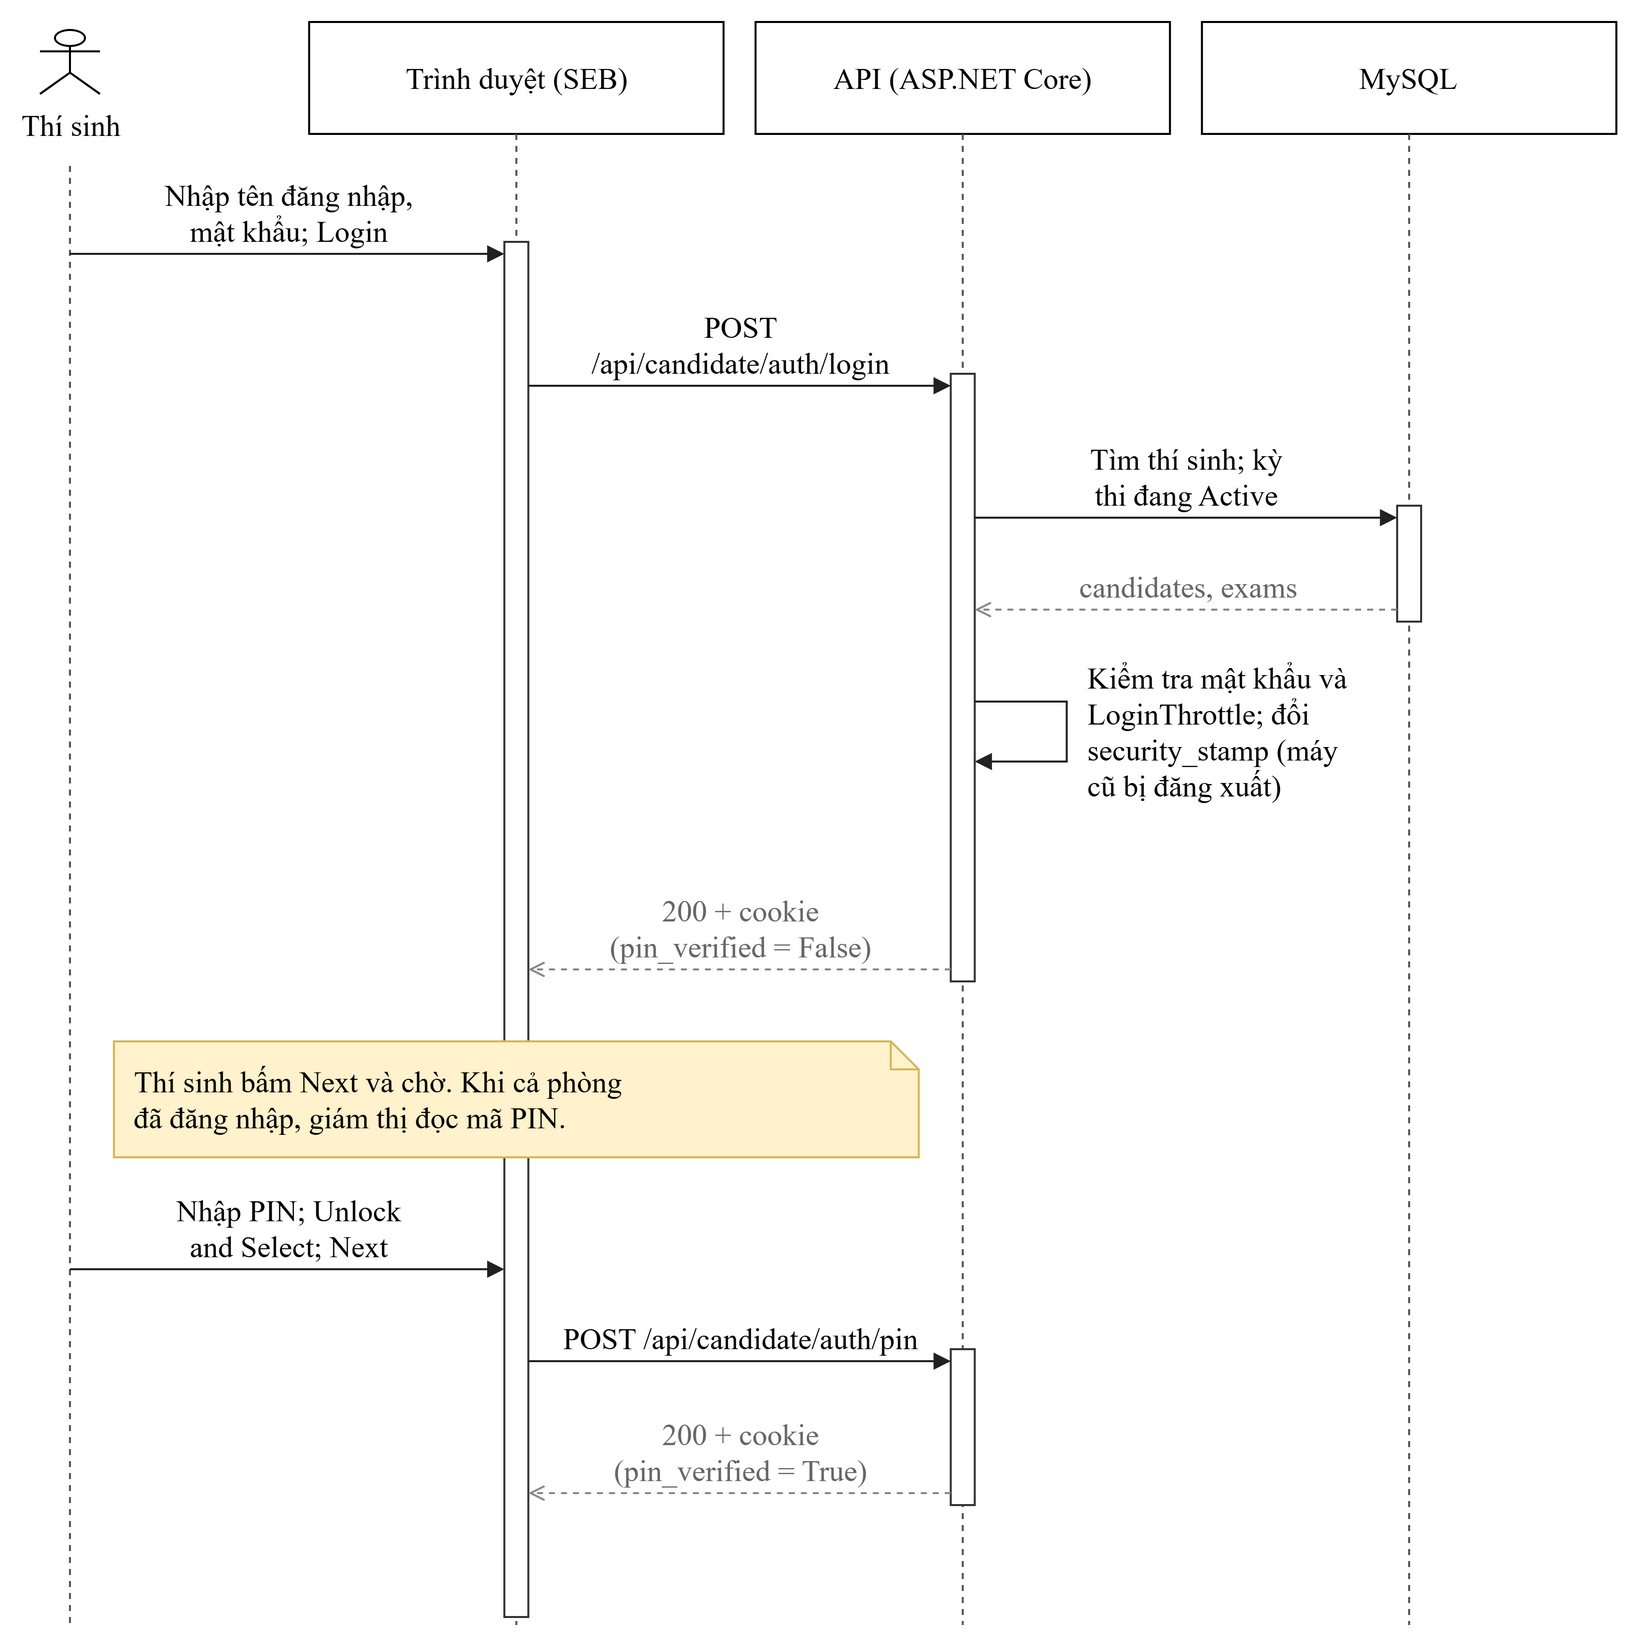 Thí sinh
Trình duyệt (SEB)
API (ASP.NET Core)
MySQL
Nhập tên đăng nhập,
mật khẩu; Login
POST
/api/candidate/auth/login
Tìm thí sinh; kỳ
thi đang Active
candidates, exams
Kiểm tra mật khẩu và
LoginThrottle; đổi
security_stamp (máy
cũ bị đăng xuất)
200 + cookie
(pin_verified = False)
Thí sinh bấm Next và chờ. Khi cả phòng
đã đăng nhập, giám thị đọc mã PIN.
Nhập PIN; Unlock
and Select; Next
POST /api/candidate/auth/pin
200 + cookie
(pin_verified = True)